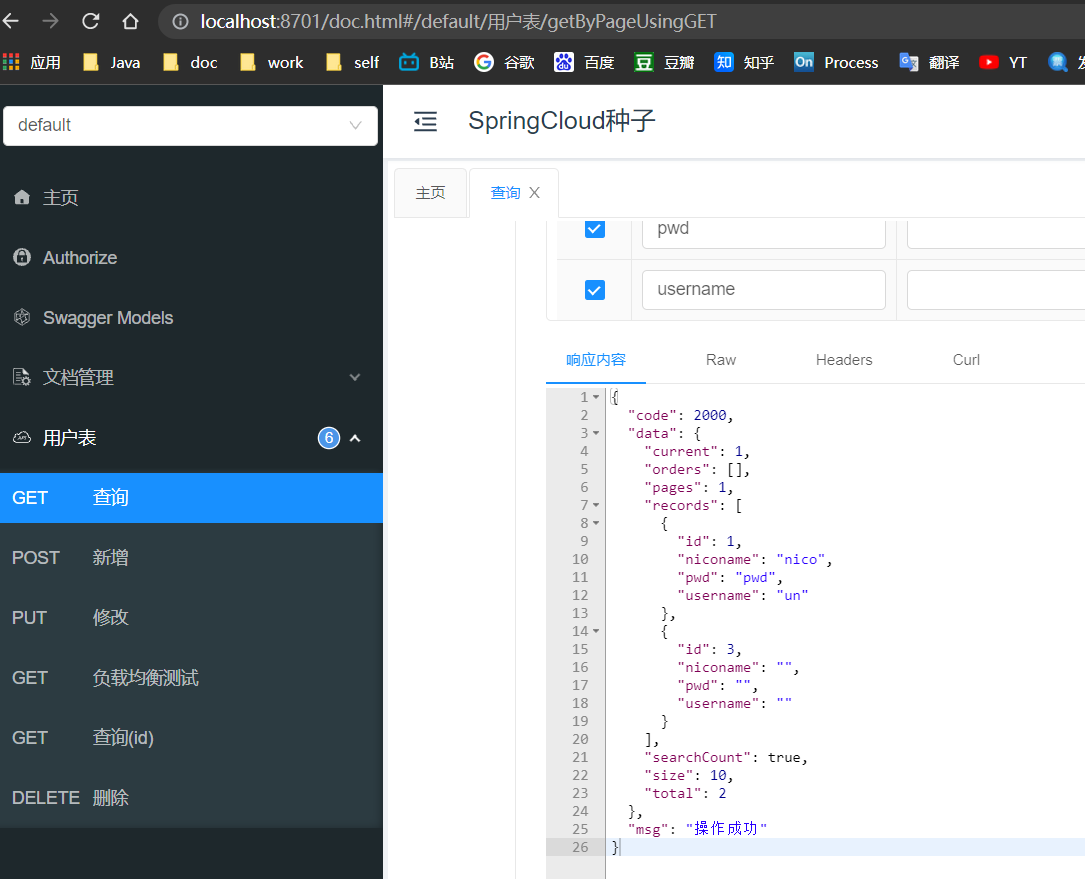 localhost:8701/doc.html#/default/用户表/getByPageUsingGET
应用 Java doc work self B站 谷歌 百度 豆瓣 知乎 Process 翻译 YT
default
SpringCloud种子
主页
Authorize
Swagger Models
文档管理
用户表 6
GET 查询
POST 新增
PUT 修改
GET 负载均衡测试
GET 查询(id)
DELETE 删除
主页 查询
pwd
username
响应内容 Raw Headers Curl
1 {
2 "code": 2000,
3 "data": {
4 "current": 1,
5 "orders": [],
6 "pages": 1,
7 "records": [
8 {
9 "id": 1,
10 "niconame": "nico",
11 "pwd": "pwd",
12 "username": "un"
13 },
14 {
15 "id": 3,
16 "niconame": "",
17 "pwd": "",
18 "username": ""
19 }
20 ],
21 "searchCount": true,
22 "size": 10,
23 "total": 2
24 },
25 "msg": "操作成功"
26 }